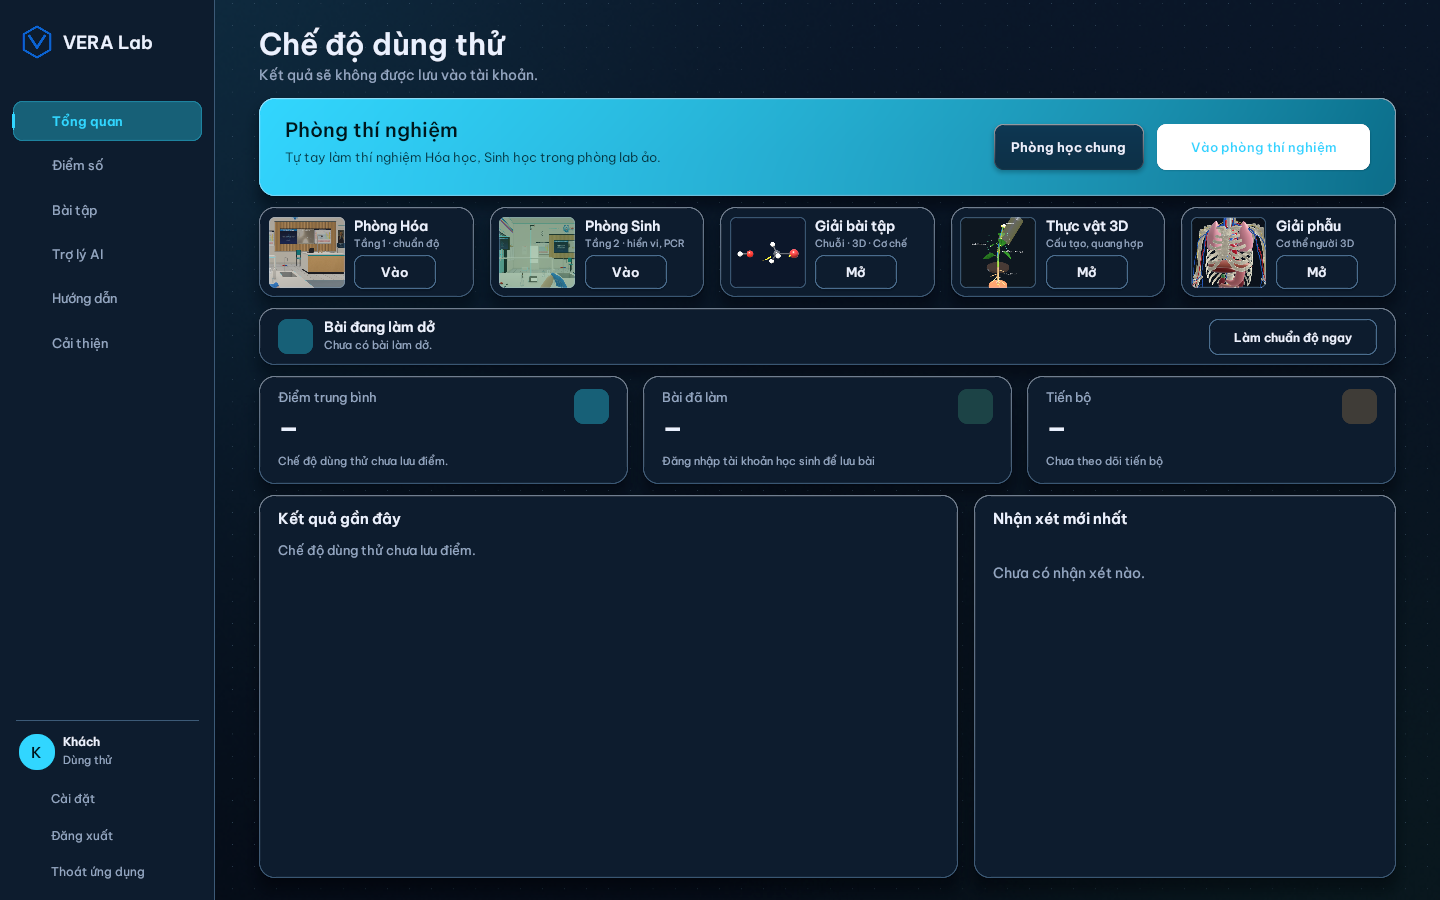 VERA Lab
Tổng quan
Điểm số
Bài tập
Trợ lý AI
Hướng dẫn
Cải thiện
K
Khách
Dùng thử
Cài đặt
Đăng xuất
Thoát ứng dụng
Chế độ dùng thử
Kết quả sẽ không được lưu vào tài khoản.
Phòng thí nghiệm
Tự tay làm thí nghiệm Hóa học, Sinh học trong phòng lab ảo.
Phòng học chung
Vào phòng thí nghiệm
Phòng Hóa
Tầng 1 · chuẩn độ
Vào
Phòng Sinh
Tầng 2 · hiển vi, PCR
Vào
Giải bài tập
Chuỗi · 3D · Cơ chế
Mở
Thực vật 3D
Cấu tạo, quang hợp
Mở
Giải phẫu
Cơ thể người 3D
Mở
Bài đang làm dở
Chưa có bài làm dở.
Làm chuẩn độ ngay
Điểm trung bình
–
Chế độ dùng thử chưa lưu điểm.
Bài đã làm
–
Đăng nhập tài khoản học sinh để lưu bài
Tiến bộ
–
Chưa theo dõi tiến bộ
Kết quả gần đây
Chế độ dùng thử chưa lưu điểm.
Nhận xét mới nhất
Chưa có nhận xét nào.